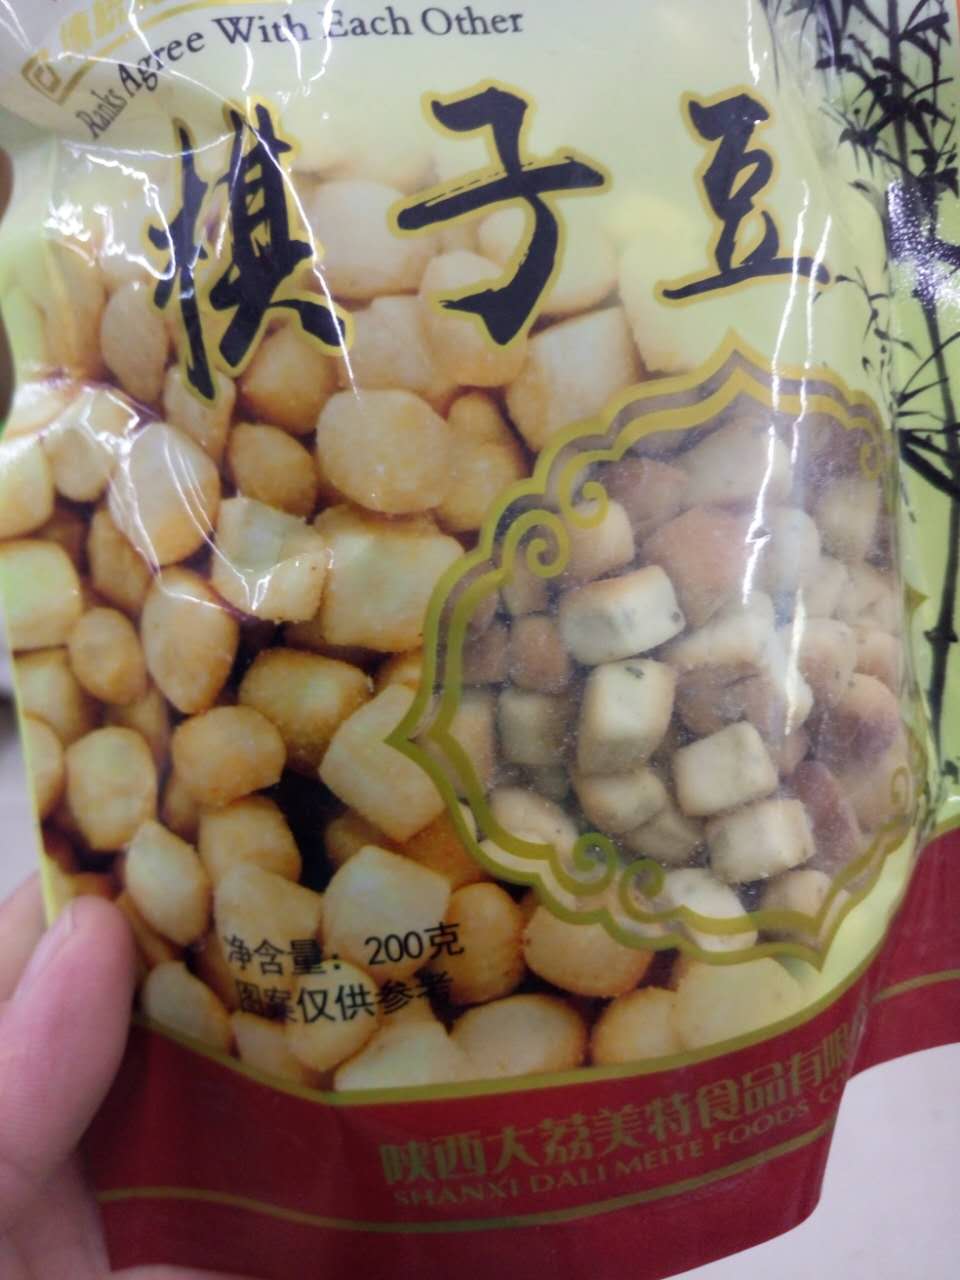 Ranks Agree With Each Other
棋子豆
净含量：200克
图案仅供参考
陕西大荔美特食品有限
SHANXI DALI MEITE FOODS